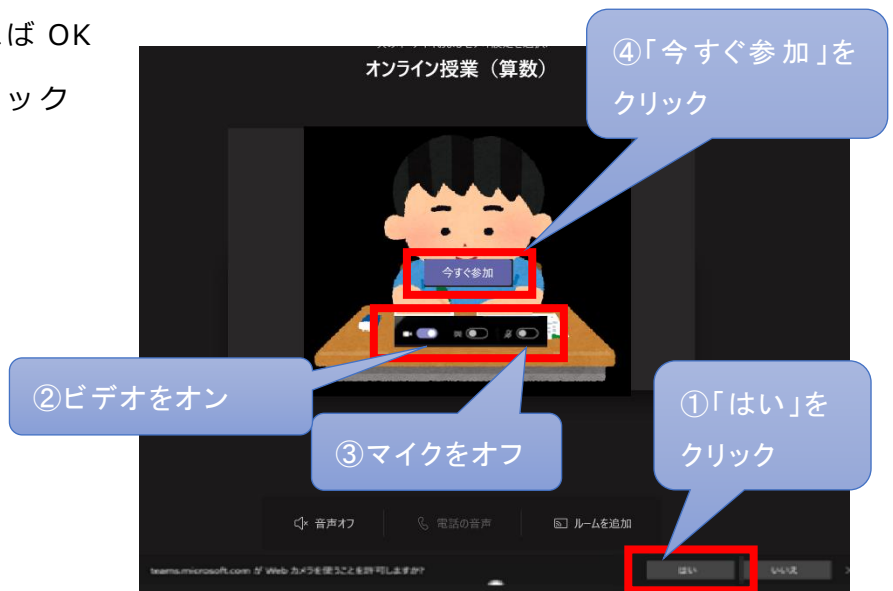 ば OK
ック
オンライン授業（算数）
④「今すぐ参加」を
クリック
今すぐ参加
②ビデオをオン
③マイクをオフ
①「はい」を
クリック
音声オフ
電話の音声
ルームを追加
teams.microsoft.com が Web カメラを使うことを許可しますか?
はい
いいえ